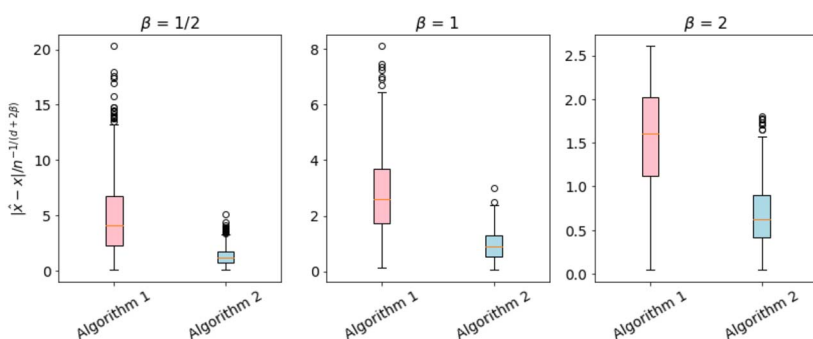 β = 1/2
β = 1
β = 2
|x̂ − x|/n^{−1/(d+2β)}
20
15
10
5
0
Algorithm 1
Algorithm 2
8
6
4
2
0
Algorithm 1
Algorithm 2
2.5
2.0
1.5
1.0
0.5
0.0
Algorithm 1
Algorithm 2